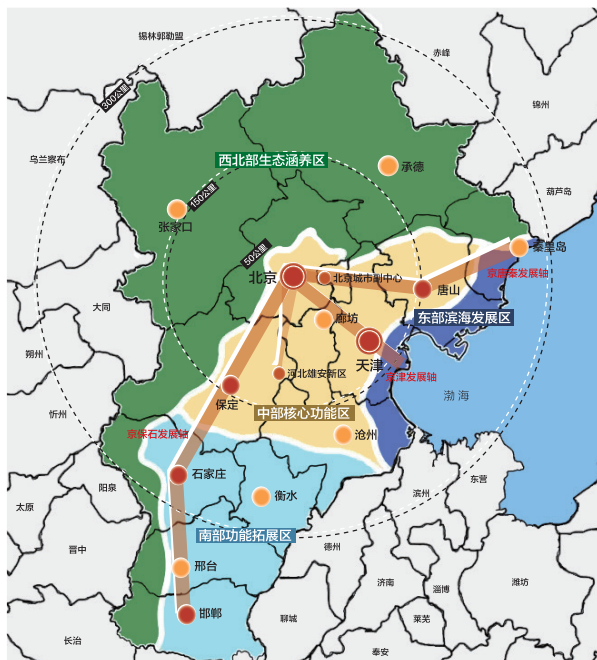 锡林郭勒盟
赤峰
300公里
锦州
乌兰察布
西北部生态涵养区
承德
葫芦岛
150公里
张家口
秦皇岛
50公里
北京
北京城市副中心
京唐秦发展轴
唐山
大同
廊坊
东部滨海发展区
天津
朔州
河北雄安新区
京津发展轴
渤海
保定
中部核心功能区
忻州
京保石发展轴
沧州
石家庄
东营
阳泉
衡水
滨州
太原
南部功能拓展区
德州
晋中
邢台
济南
淄博
潍坊
邯郸
聊城
莱芜
长治
泰安